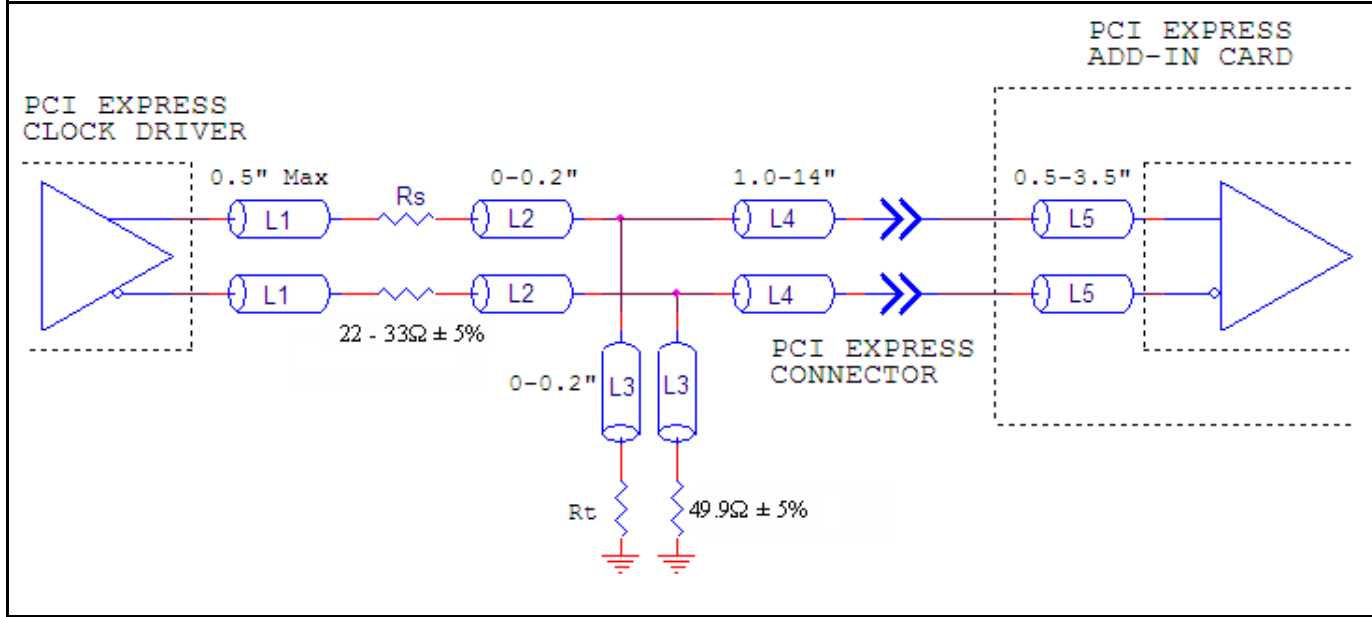 PCI EXPRESS
ADD-IN CARD
PCI EXPRESS
CLOCK DRIVER
0.5" Max
Rs
0-0.2"
1.0-14"
0.5-3.5"
L1
L2
L4
L5
L1
L2
L4
L5
22 - 33Ω ± 5%
PCI EXPRESS
CONNECTOR
0-0.2"
L3
L3
Rt
49.9Ω ± 5%